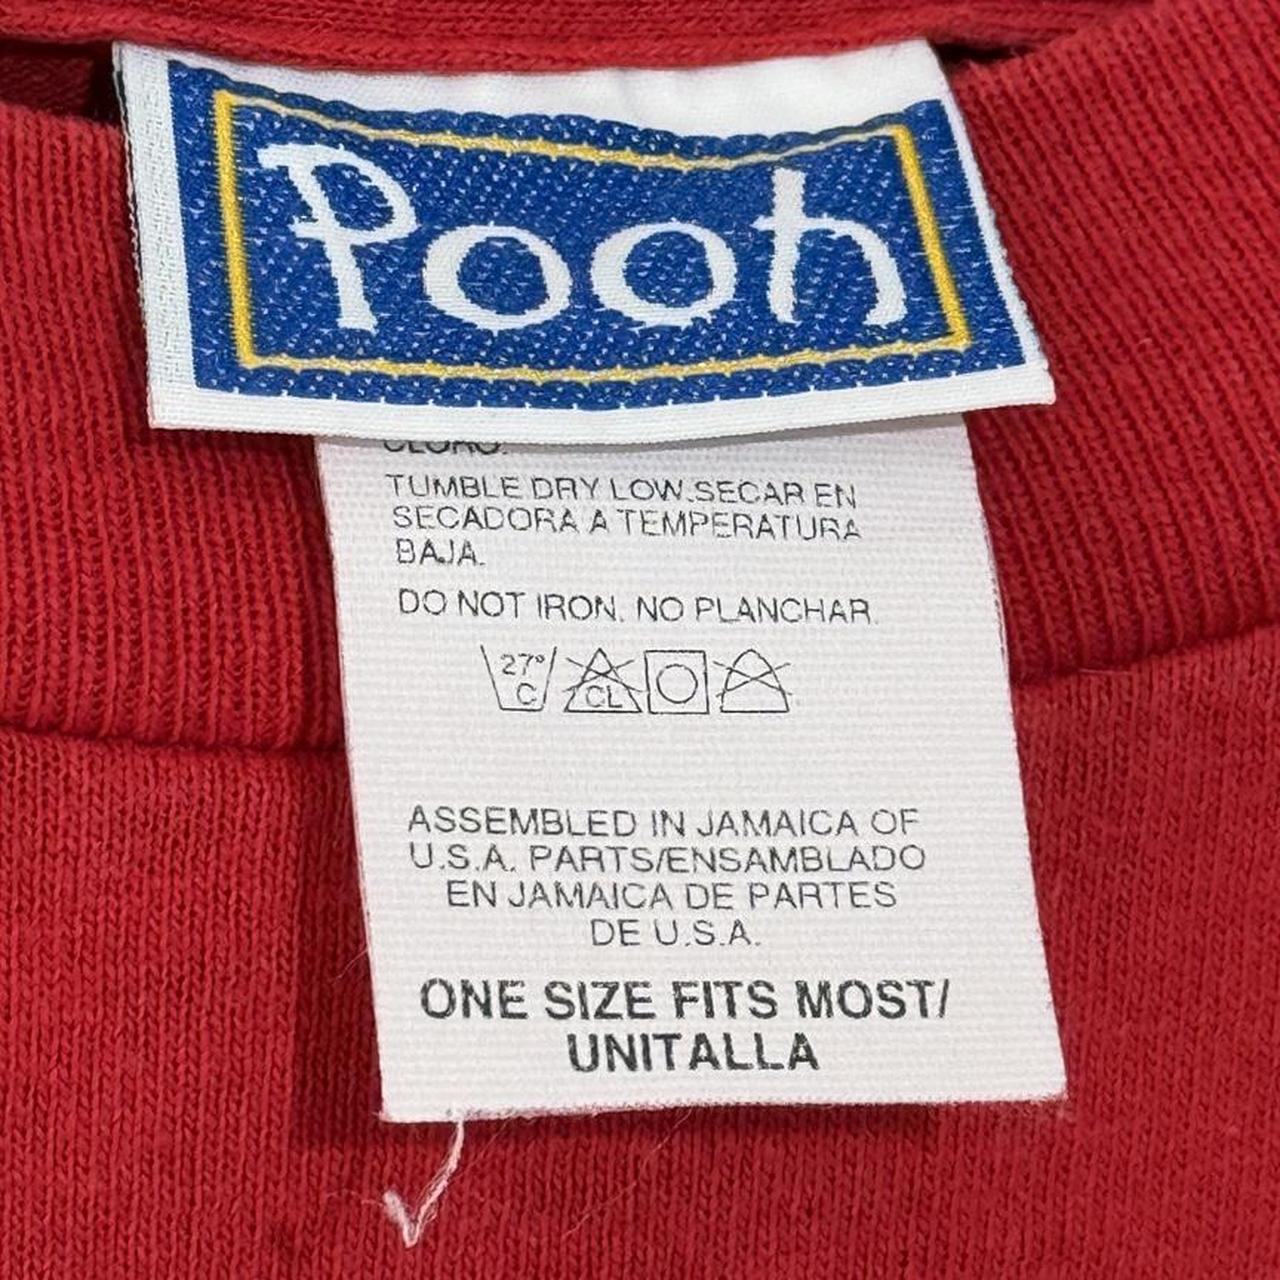 Pooh
CLORO.
TUMBLE DRY LOW.SECAR EN
SECADORA A TEMPERATURA
BAJA.
DO NOT IRON. NO PLANCHAR.
27°
C
CL
ASSEMBLED IN JAMAICA OF
U.S.A. PARTS/ENSAMBLADO
EN JAMAICA DE PARTES
DE U.S.A.
ONE SIZE FITS MOST/
UNITALLA